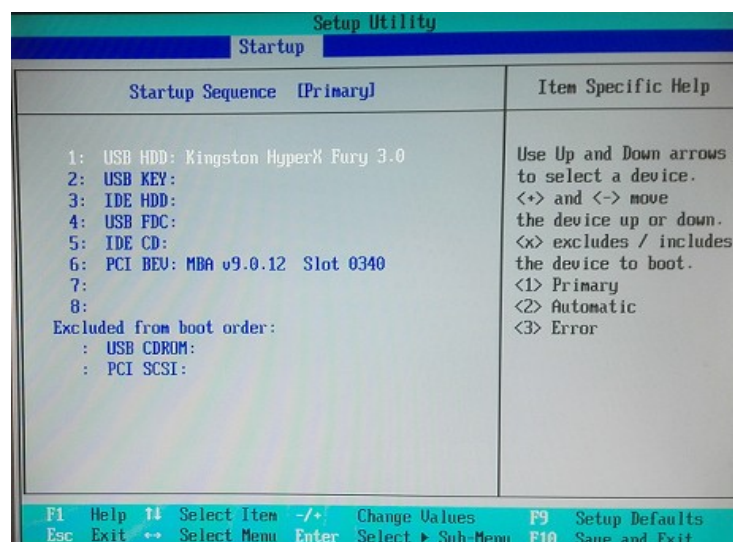 Setup Utility
Startup
Startup Sequence [Primary]
1: USB HDD: Kingston HyperX Fury 3.0
2: USB KEY:
3: IDE HDD:
4: USB FDC:
5: IDE CD:
6: PCI BEV: MBA v9.0.12 Slot 0340
7:
8:
Excluded from boot order:
: USB CDROM:
: PCI SCSI:
Item Specific Help
Use Up and Down arrows
to select a device.
<+> and <-> move
the device up or down.
<x> excludes / includes
the device to boot.
<1> Primary
<2> Automatic
<3> Error
F1 Help ↑↓ Select Item -/+ Change Values F9 Setup Defaults
Esc Exit ↔ Select Menu Enter Select ▶ Sub-Menu F10 Save and Exit